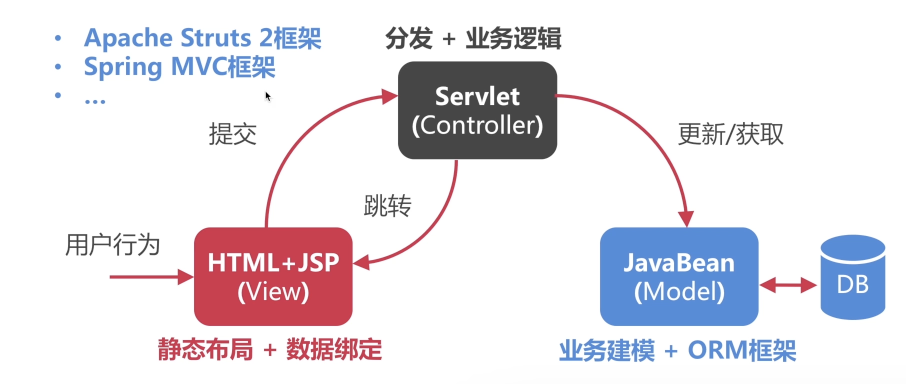 • Apache Struts 2框架
• Spring MVC框架
• ...
分发 + 业务逻辑
Servlet
(Controller)
提交
更新/获取
跳转
用户行为
HTML+JSP
(View)
JavaBean
(Model)
DB
静态布局 + 数据绑定
业务建模 + ORM框架